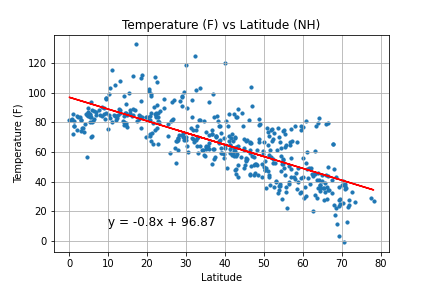 Temperature (F) vs Latitude (NH)
Temperature (F)
120
100
80
60
40
20
0
y = -0.8x + 96.87
0 10 20 30 40 50 60 70 80
Latitude